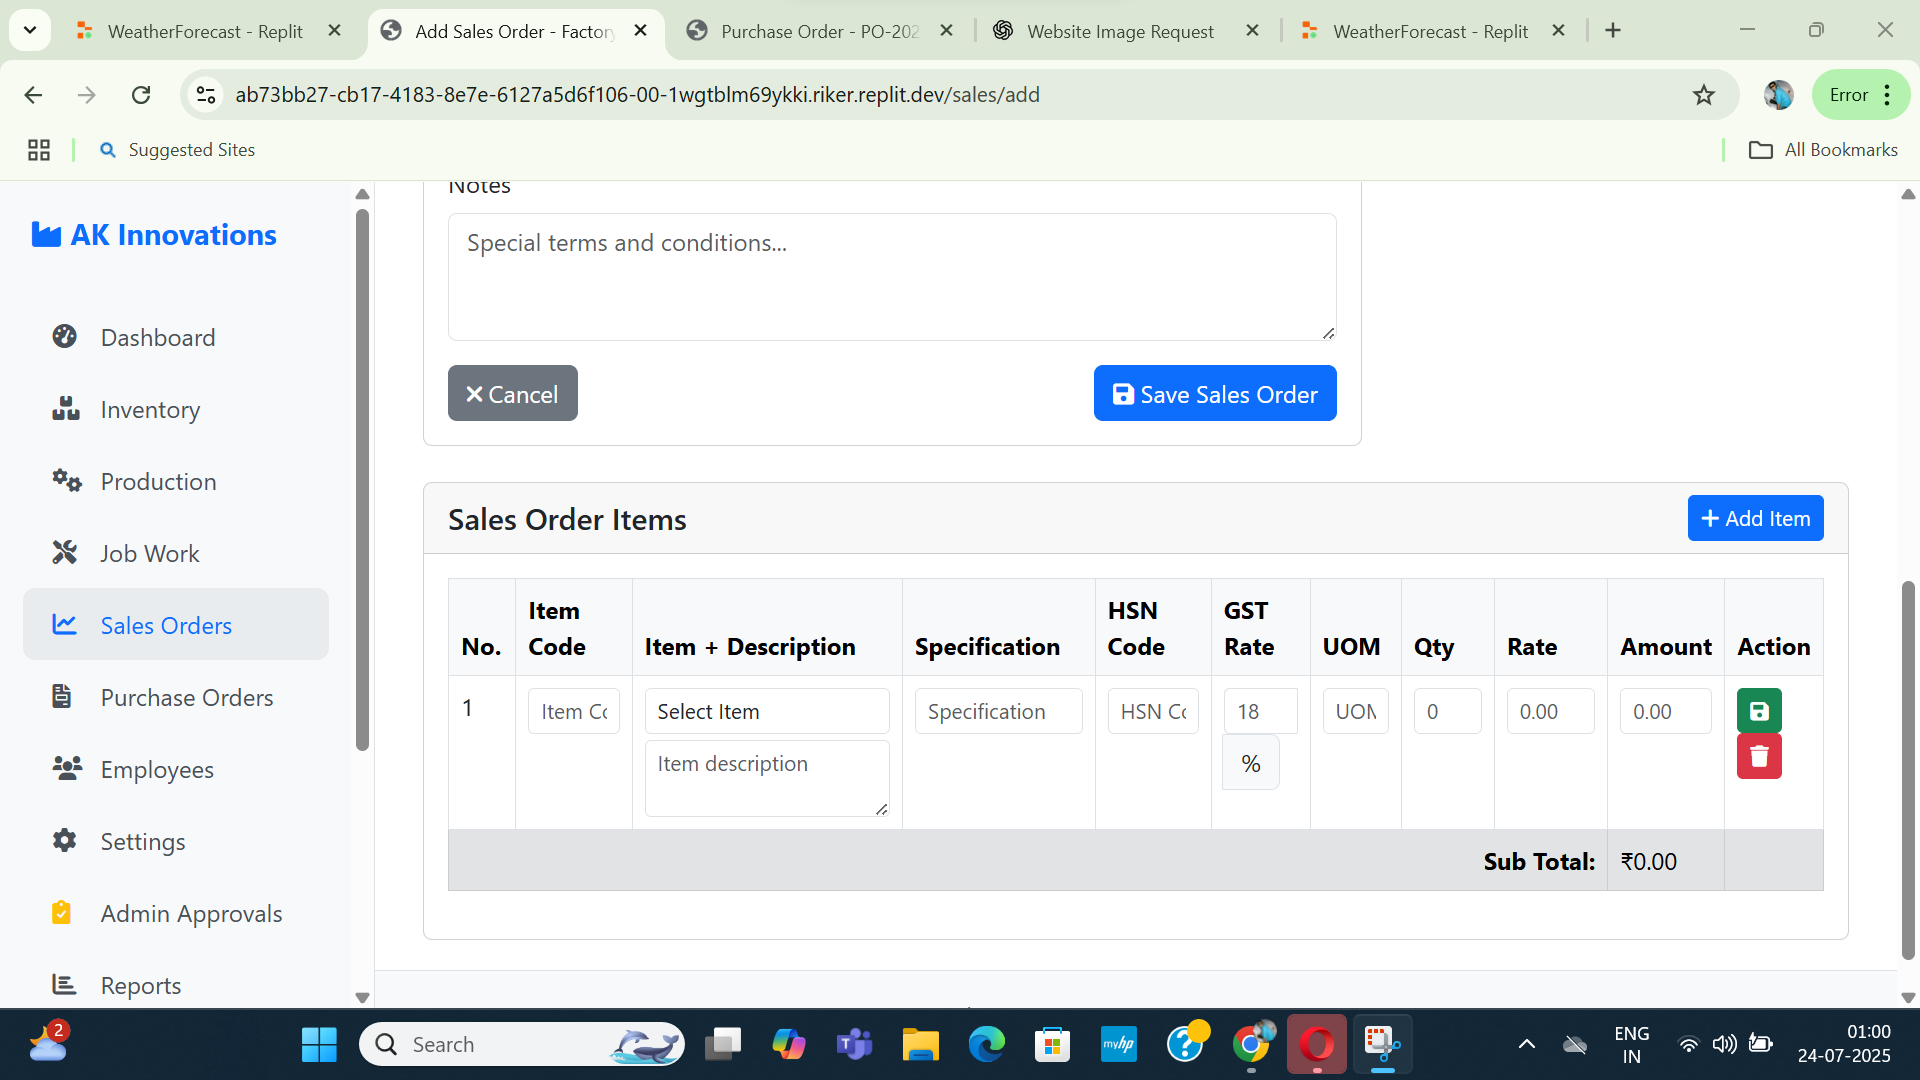 WeatherForecast - Replit
Add Sales Order - Factory
Purchase Order - PO-202
Website Image Request
WeatherForecast - Replit
ab73bb27-cb17-4183-8e7e-6127a5d6f106-00-1wgtblm69ykki.riker.replit.dev/sales/add
Error
Suggested Sites
All Bookmarks
AK Innovations
Dashboard
Inventory
Production
Job Work
Sales Orders
Purchase Orders
Employees
Settings
Admin Approvals
Reports
Notes
Special terms and conditions...
Cancel
Save Sales Order
Sales Order Items
Add Item
No.
Item Code
Item + Description
Specification
HSN Code
GST Rate
UOM
Qty
Rate
Amount
Action
1
Item Co
Select Item
Item description
Specification
HSN Co
18
%
UOM
0
0.00
0.00
Sub Total:
₹0.00
2
Search
myhp
ENG
IN
01:00
24-07-2025